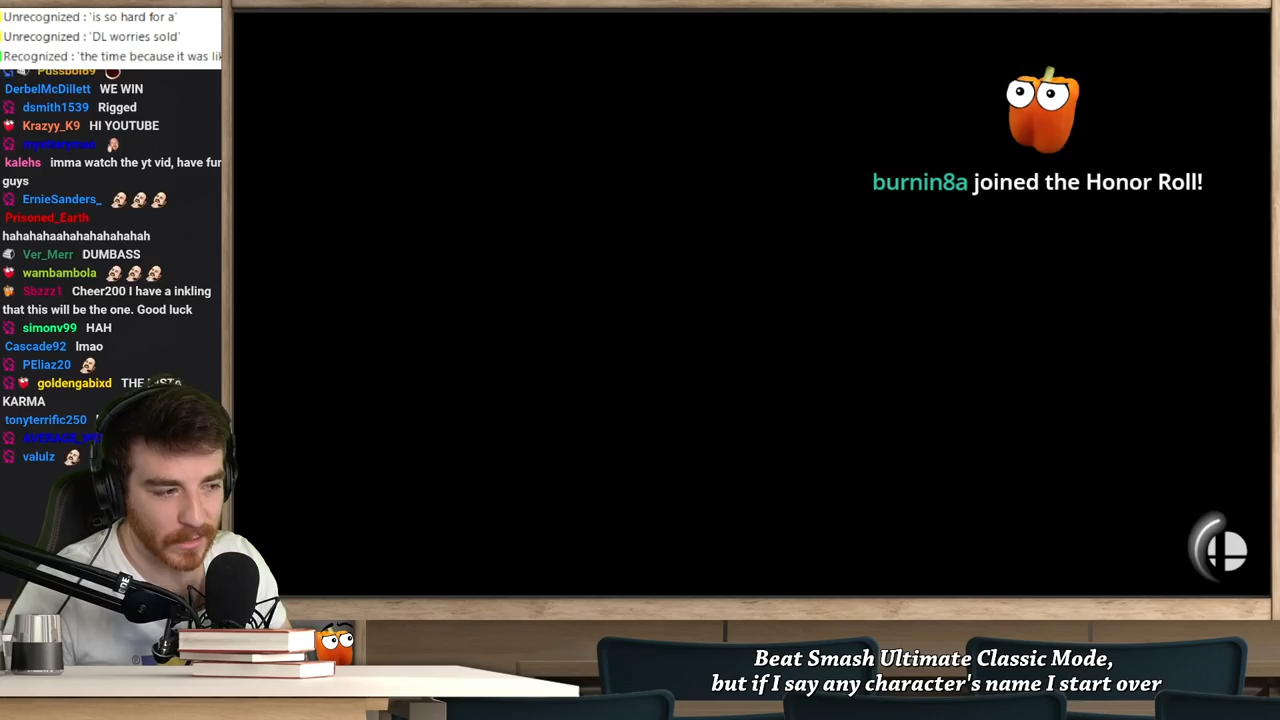 Unrecognized : 'is so hard for a'
Unrecognized : 'DL worries sold'
Recognized : 'the time because it was lik
Pussboi69
DerbelMcDillett WE WIN
dsmith1539 Rigged
Krazyy_K9 HI YOUTUBE
kalehs imma watch the yt vid, have fun
guys
ErnieSanders_
Prisoned_Earth
hahahahaahahahahahah
Ver_Merr DUMBASS
wambambola
Sbzzz1 Cheer200 I have a inkling
that this will be the one. Good luck
simonv99 HAH
Cascade92 lmao
PEliaz20
goldengabixd THE
KARMA
tonyterrific250
valulz
burnin8a joined the Honor Roll!
Beat Smash Ultimate Classic Mode,
but if I say any character's name I start over